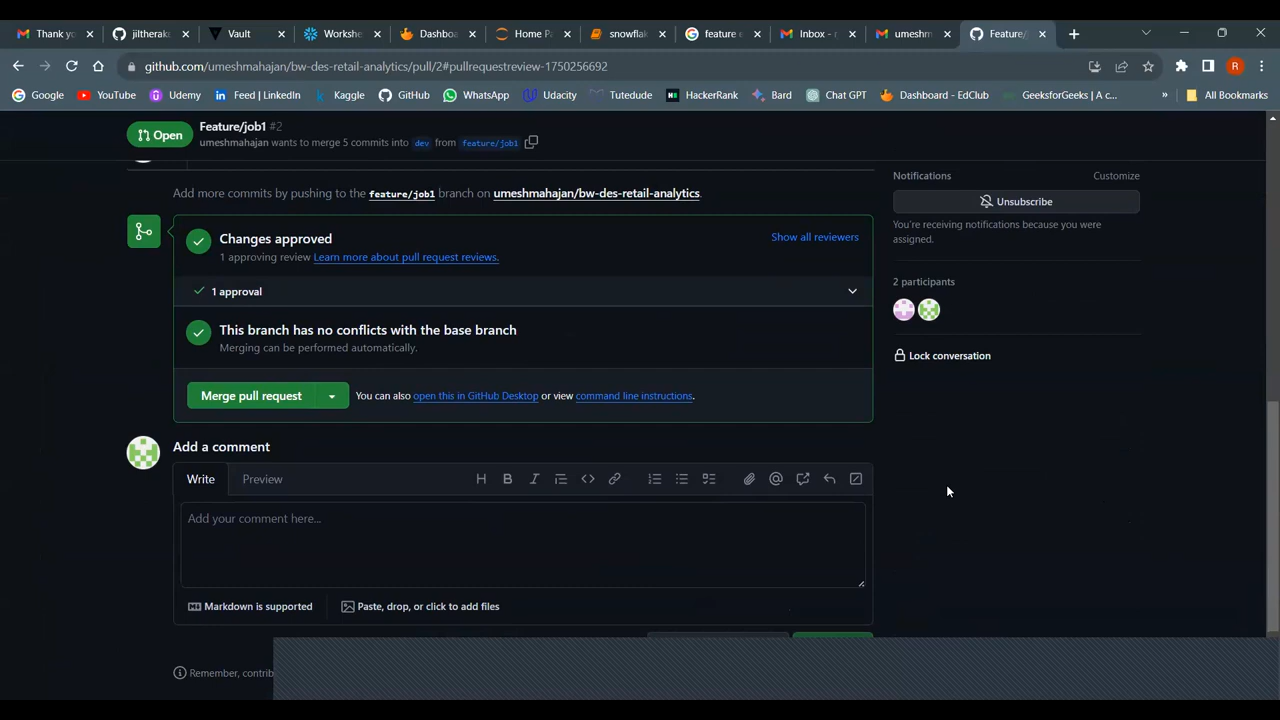 Thank yo
jiltherak
Vault
Workshe
Dashboa
Home Pa
snowflak
feature e
Inbox - r
umeshm
Feature/
github.com/umeshmahajan/bw-des-retail-analytics/pull/2#pullrequestreview-1750256692
R
Google
YouTube
Udemy
Feed | LinkedIn
Kaggle
GitHub
WhatsApp
Udacity
Tutedude
HackerRank
Bard
Chat GPT
Dashboard - EdClub
GeeksforGeeks | A c...
»
All Bookmarks
Open
Feature/job1 #2
umeshmahajan wants to merge 5 commits into dev from feature/job1
Add more commits by pushing to the feature/job1 branch on umeshmahajan/bw-des-retail-analytics.
Changes approved
1 approving review Learn more about pull request reviews.
Show all reviewers
1 approval
This branch has no conflicts with the base branch
Merging can be performed automatically.
Merge pull request
You can also open this in GitHub Desktop or view command line instructions.
Add a comment
Write
Preview
Add your comment here...
Markdown is supported
Paste, drop, or click to add files
Remember, contrib
Notifications
Customize
Unsubscribe
You're receiving notifications because you were
assigned.
2 participants
Lock conversation